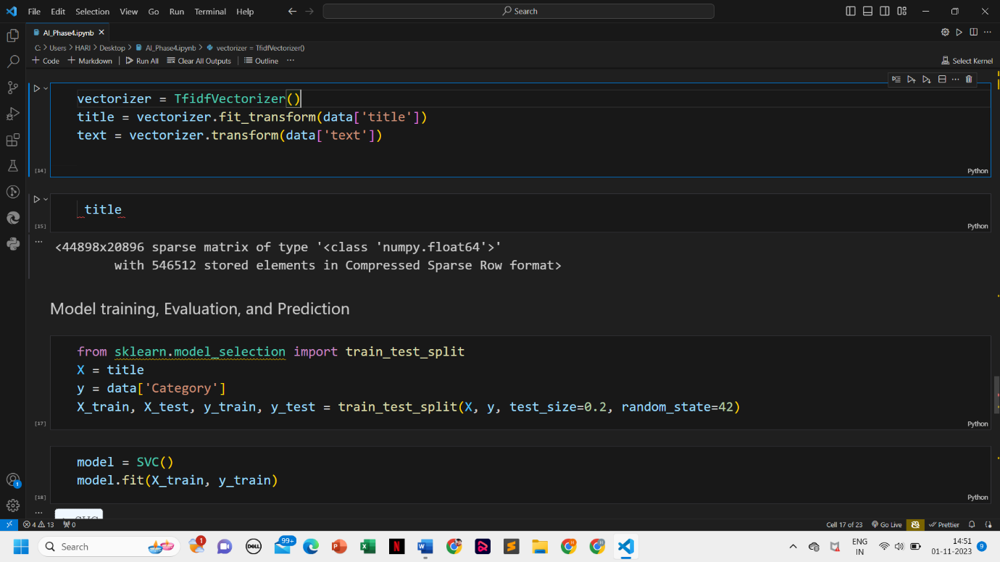 File Edit Selection View Go Run Terminal Help Search
AI_Phase4.ipynb
C: > Users > HARI > Desktop > AI_Phase4.ipynb > vectorizer = TfidfVectorizer()
+ Code + Markdown Run All Clear All Outputs Outline ... Select Kernel
vectorizer = TfidfVectorizer()
title = vectorizer.fit_transform(data['title'])
text = vectorizer.transform(data['text'])
[14] Python
title
[15] Python
<44898x20896 sparse matrix of type '<class 'numpy.float64'>'
with 546512 stored elements in Compressed Sparse Row format>
Model training, Evaluation, and Prediction
from sklearn.model_selection import train_test_split
X = title
y = data['Category']
X_train, X_test, y_train, y_test = train_test_split(X, y, test_size=0.2, random_state=42)
[17] Python
model = SVC()
model.fit(X_train, y_train)
[18] Python
SVC
1
4 13 0 Cell 17 of 23 Go Live Prettier
Search 1 DELL 99+ P X N W S ENG 14:51
IN 01-11-2023 9